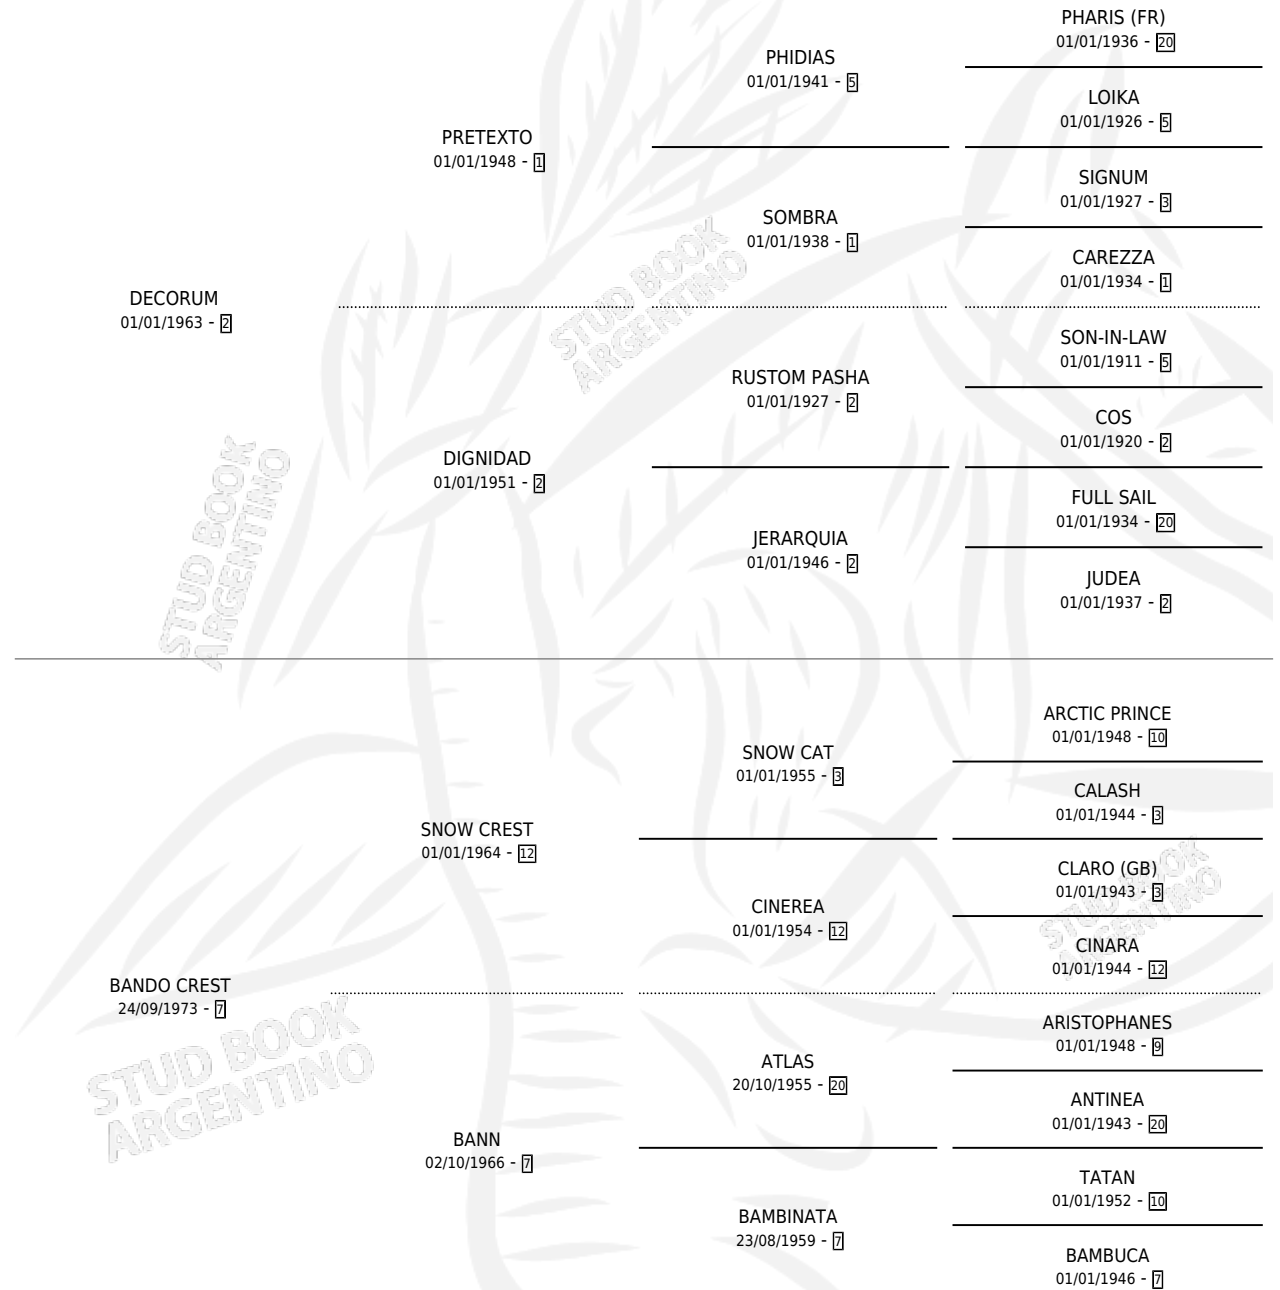 PHARIS (FR)
01/01/1936 - 20
PHIDIAS
01/01/1941 - 5
LOIKA
01/01/1926 - 5
PRETEXTO
01/01/1948 - 1
SIGNUM
01/01/1927 - 3
SOMBRA
01/01/1938 - 1
CAREZZA
01/01/1934 - 1
DECORUM
01/01/1963 - 2
SON-IN-LAW
01/01/1911 - 5
RUSTOM PASHA
01/01/1927 - 2
COS
01/01/1920 - 2
DIGNIDAD
01/01/1951 - 2
FULL SAIL
01/01/1934 - 20
JERARQUIA
01/01/1946 - 2
JUDEA
01/01/1937 - 2
ARCTIC PRINCE
01/01/1948 - 10
SNOW CAT
01/01/1955 - 3
CALASH
01/01/1944 - 3
SNOW CREST
01/01/1964 - 12
CLARO (GB)
01/01/1943 - 3
CINEREA
01/01/1954 - 12
CINARA
01/01/1944 - 12
BANDO CREST
24/09/1973 - 7
ARISTOPHANES
01/01/1948 - 9
ATLAS
20/10/1955 - 20
ANTINEA
01/01/1943 - 20
BANN
02/10/1966 - 7
TATAN
01/01/1952 - 10
BAMBINATA
23/08/1959 - 7
BAMBUCA
01/01/1946 - 7
STUD BOOK
ARGENTINO
STUD BOOK
ARGENTINO
STUD BOOK
ARGENTINO
STUD BOOK
ARGENTINO